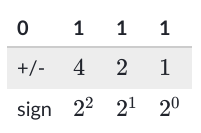 0 1 1 1
+/- 4 2 1
sign 2² 2¹ 2⁰